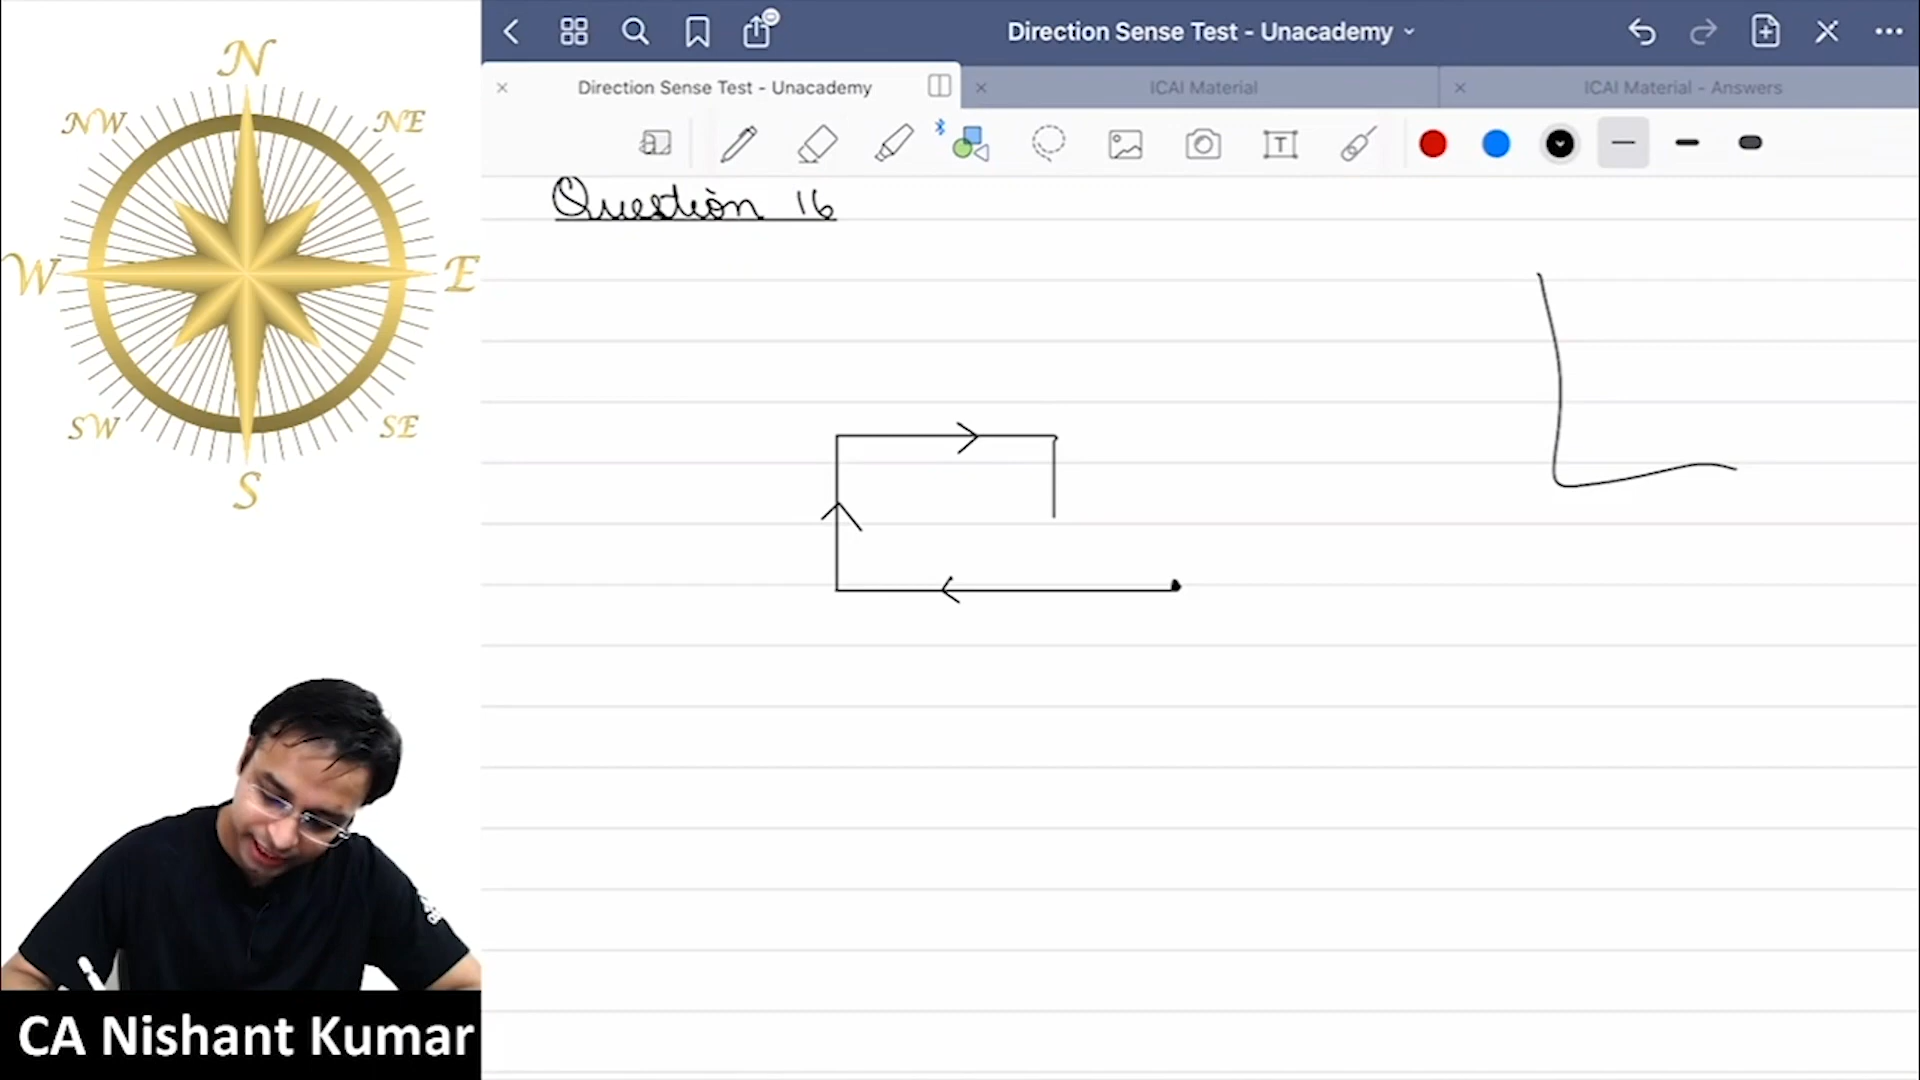 N
NW
NE
W
E
SW
SE
S
CA Nishant Kumar
Direction Sense Test - Unacademy
Direction Sense Test - Unacademy
ICAI Material
ICAI Material - Answers
Question 16